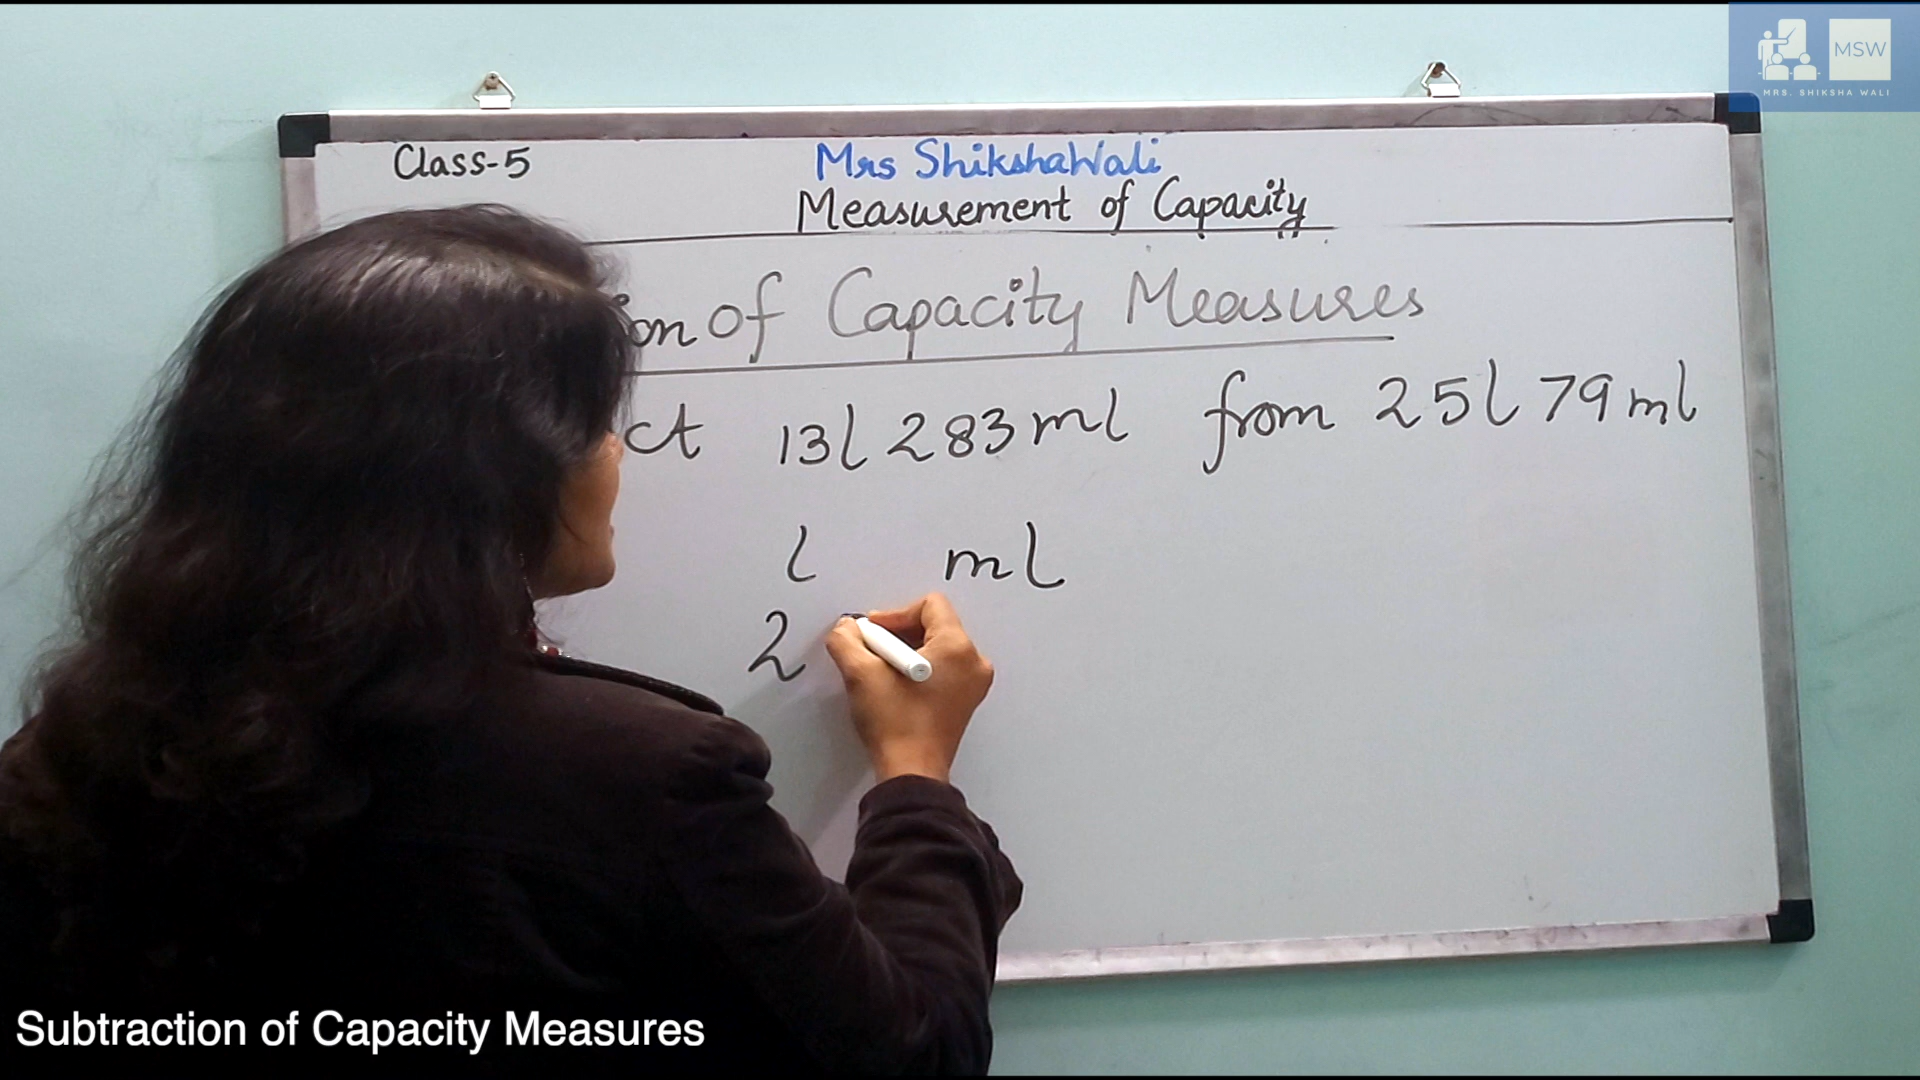 MSW
MRS. SHIKSHA WALI
Class-5
Mrs ShikshaWali
Measurement of Capacity
ion of Capacity Measures
ct 13l 283ml from 25l 79ml
l ml
2
Subtraction of Capacity Measures